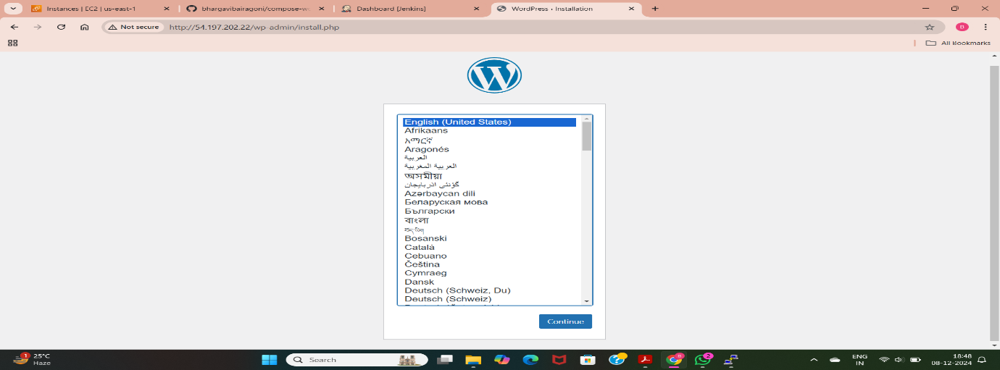 Instances | EC2 | us-east-1
bhargavibairagoni/compose-w
Dashboard [Jenkins]
WordPress › Installation
Not secure
http://54.197.202.22/wp-admin/install.php
B
All Bookmarks
English (United States)
Afrikaans
አማርኛ
Aragonés
العربية
العربية المغربية
অসমীয়া
گؤنئی آذربایجان
Azərbaycan dili
Беларуская мова
Български
বাংলা
བོད་ཡིག
Bosanski
Català
Cebuano
Čeština
Cymraeg
Dansk
Deutsch (Schweiz, Du)
Deutsch (Schweiz)
Continue
1
25°C
Haze
Search
B
2
ENG
IN
18:48
08-12-2024